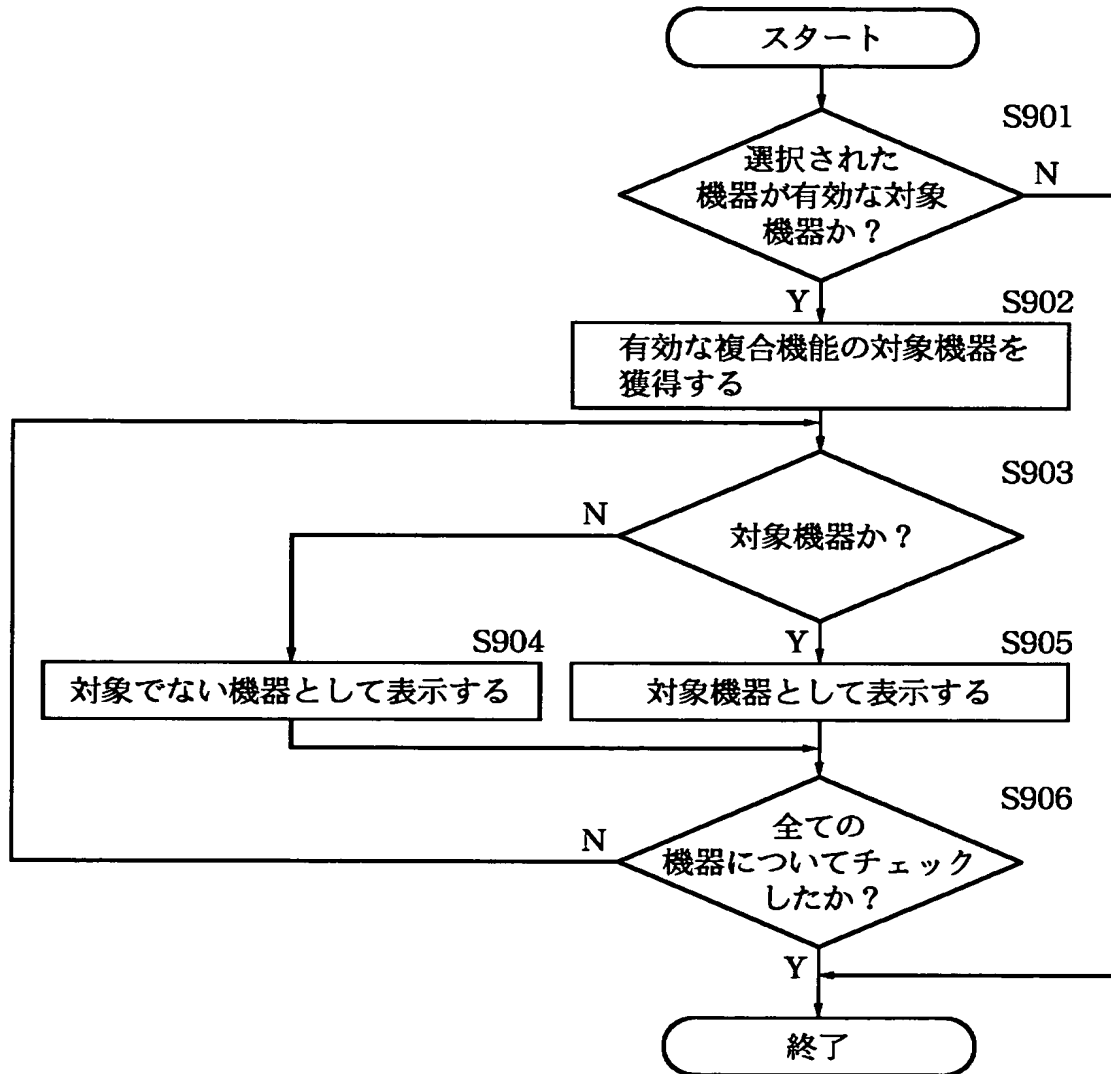 スタート
S901
選択された
機器が有効な対象
機器か？
N
Y
S902
有効な複合機能の対象機器を
獲得する
S903
N
対象機器か？
Y
S904
対象でない機器として表示する
S905
対象機器として表示する
S906
N
全ての
機器についてチェック
したか？
Y
終了